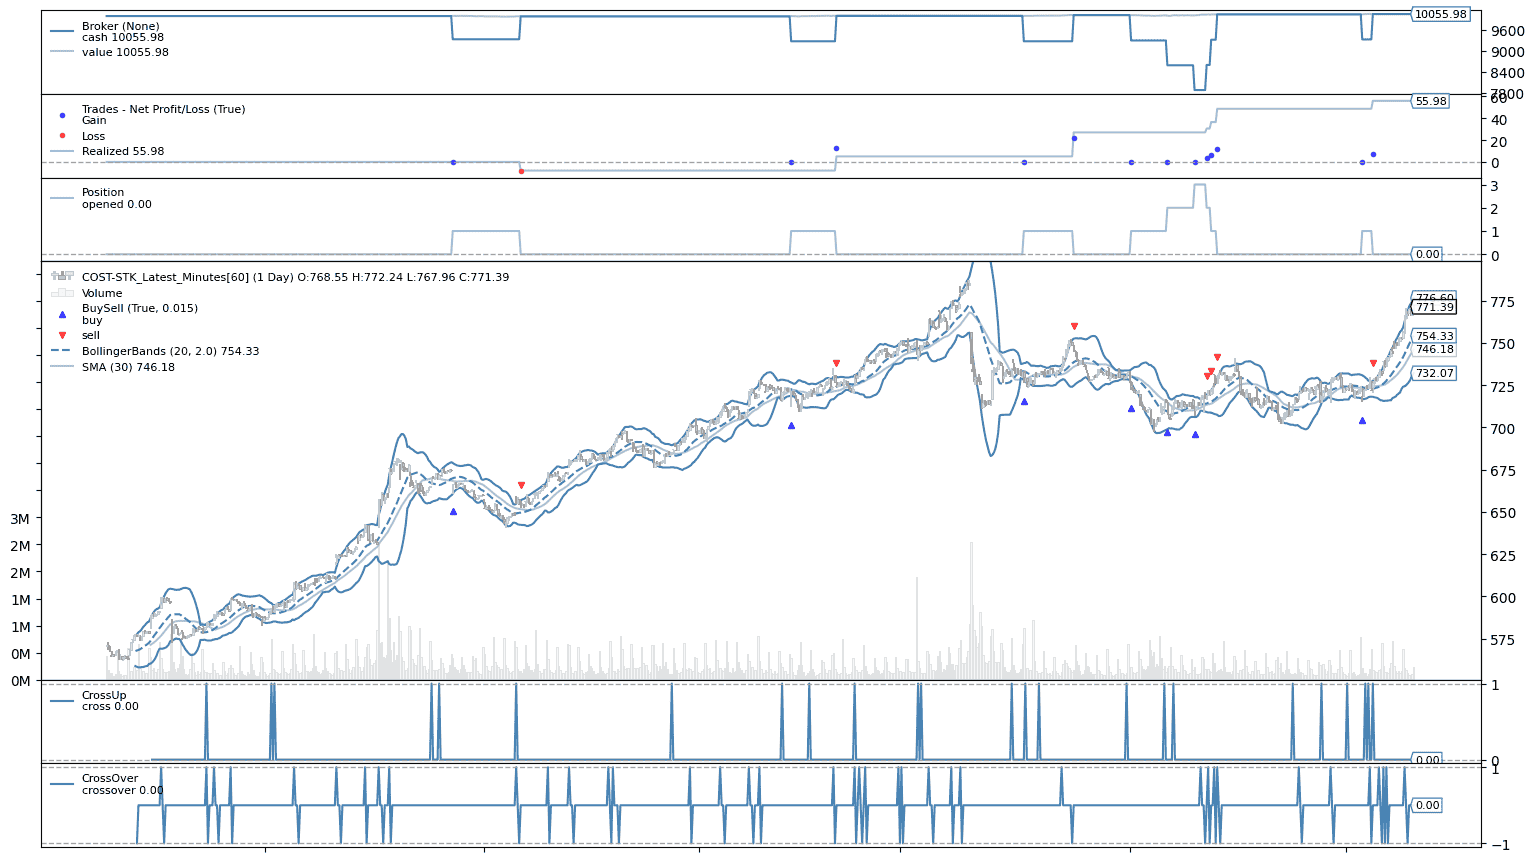 Broker (None)
cash 10055.98
value 10055.98
10055.98
9600
9000
8400
7800
Trades - Net Profit/Loss (True)
Gain
Loss
Realized 55.98
55.98
60
40
20
0
Position
opened 0.00
3
2
1
0
0.00
COST-STK_Latest_Minutes[60] (1 Day) O:768.55 H:772.24 L:767.96 C:771.39
Volume
BuySell (True, 0.015)
buy
sell
BollingerBands (20, 2.0) 754.33
SMA (30) 746.18
776.60
771.39
754.33
746.18
732.07
775
750
725
700
675
650
625
600
575
3M
2M
2M
1M
1M
0M
0M
CrossUp
cross 0.00
1
0
0.00
CrossOver
crossover 0.00
1
0.00
−1